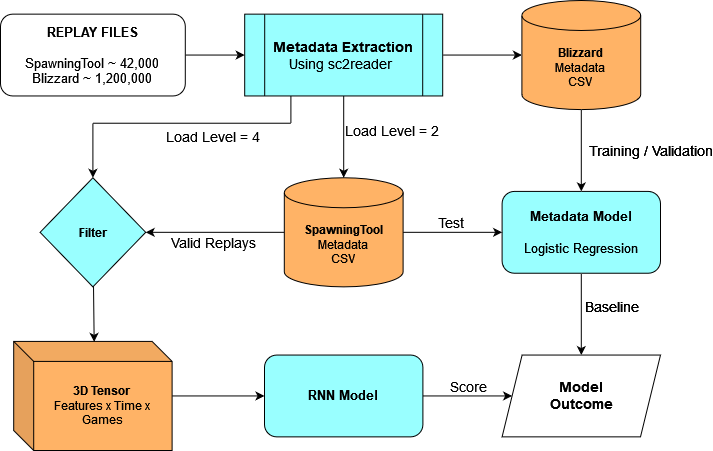 REPLAY FILES
SpawningTool ~ 42,000
Blizzard ~ 1,200,000
Metadata Extraction
Using sc2reader
Blizzard
Metadata
CSV
Load Level = 4
Load Level = 2
Training / Validation
Filter
Valid Replays
SpawningTool
Metadata
CSV
Test
Metadata Model
Logistic Regression
Baseline
3D Tensor
Features x Time x
Games
RNN Model
Score
Model
Outcome